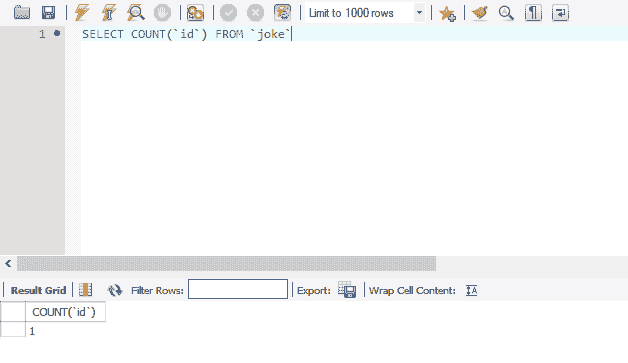 Limit to 1000 rows
1 SELECT COUNT(`id`) FROM `joke`
Result Grid Filter Rows: Export: Wrap Cell Content:
COUNT(`id`)
1